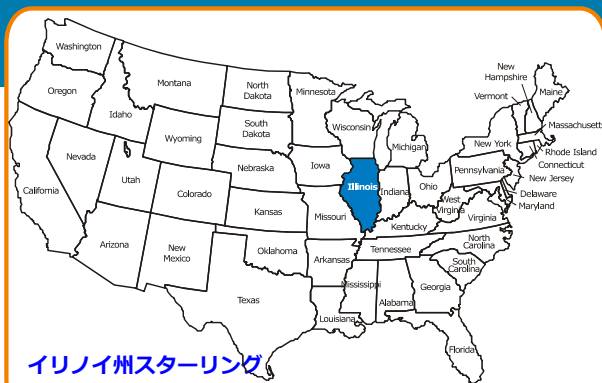 Washington
Oregon
Idaho
Montana
North
Dakota
South
Dakota
Minnesota
Wisconsin
Michigan
New
Hampshire
Vermont
Maine
Massachusetts
New York
Rhode Island
Connecticut
New Jersey
Pennsylvania
Delaware
Maryland
Wyoming
Nebraska
Iowa
Illinois
Indiana
Ohio
West
Virginia
Virginia
Nevada
Utah
Colorado
California
Kansas
Missouri
Kentucky
North
Carolina
Tennessee
South
Carolina
Arizona
New
Mexico
Oklahoma
Arkansas
Mississippi
Alabama
Georgia
Texas
Louisiana
Florida
イリノイ州スターリング